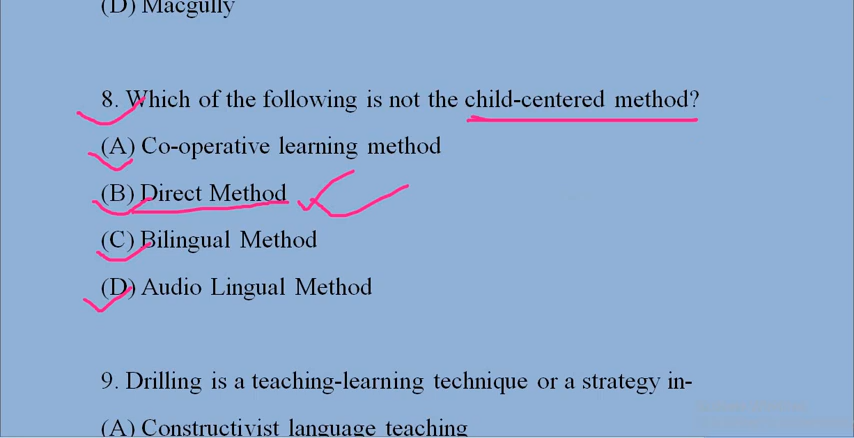 (D) Macgully
8. Which of the following is not the child-centered method?
(A) Co-operative learning method
(B) Direct Method
(C) Bilingual Method
(D) Audio Lingual Method
9. Drilling is a teaching-learning technique or a strategy in-
(A) Constructivist language teaching